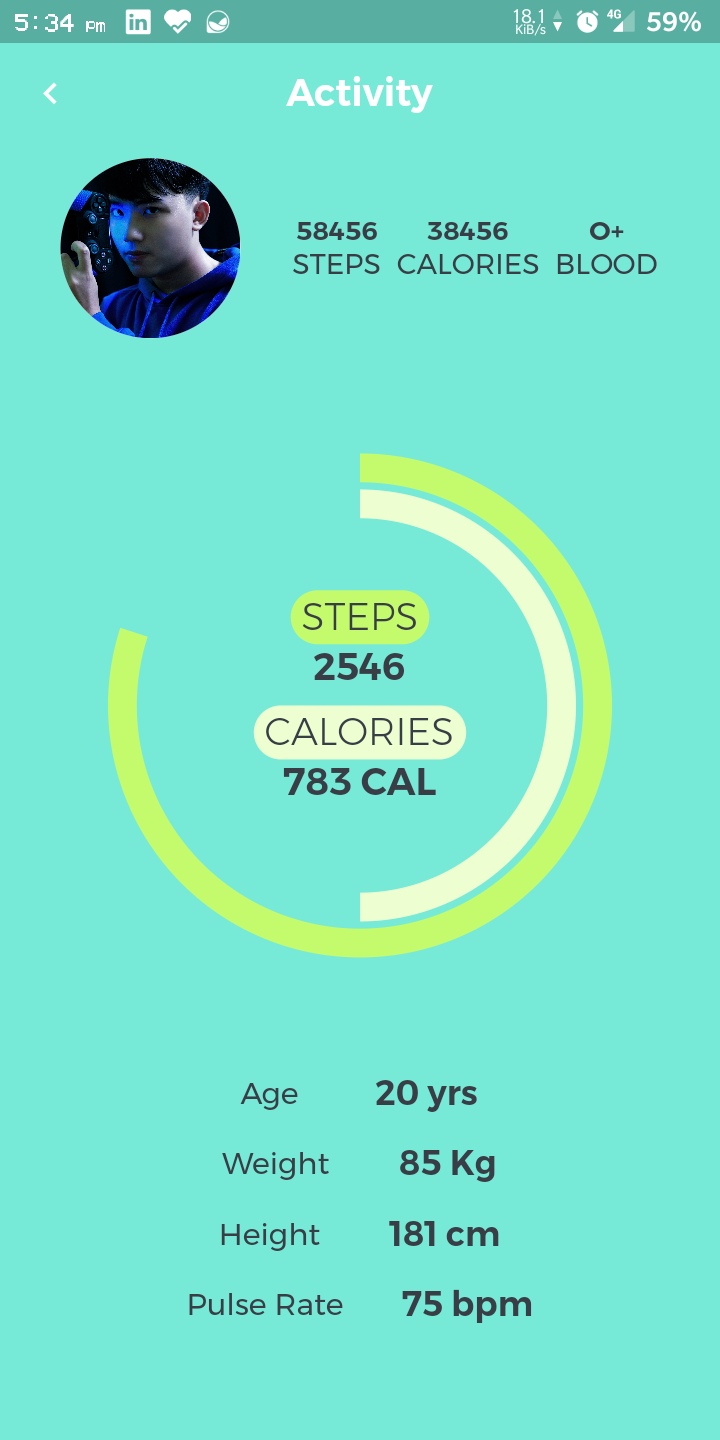 5:34 pm in 18.1 KiB/s 4G 59%
Activity
58456 38456 O+
STEPS CALORIES BLOOD
STEPS
2546
CALORIES
783 CAL
Age 20 yrs
Weight 85 Kg
Height 181 cm
Pulse Rate 75 bpm